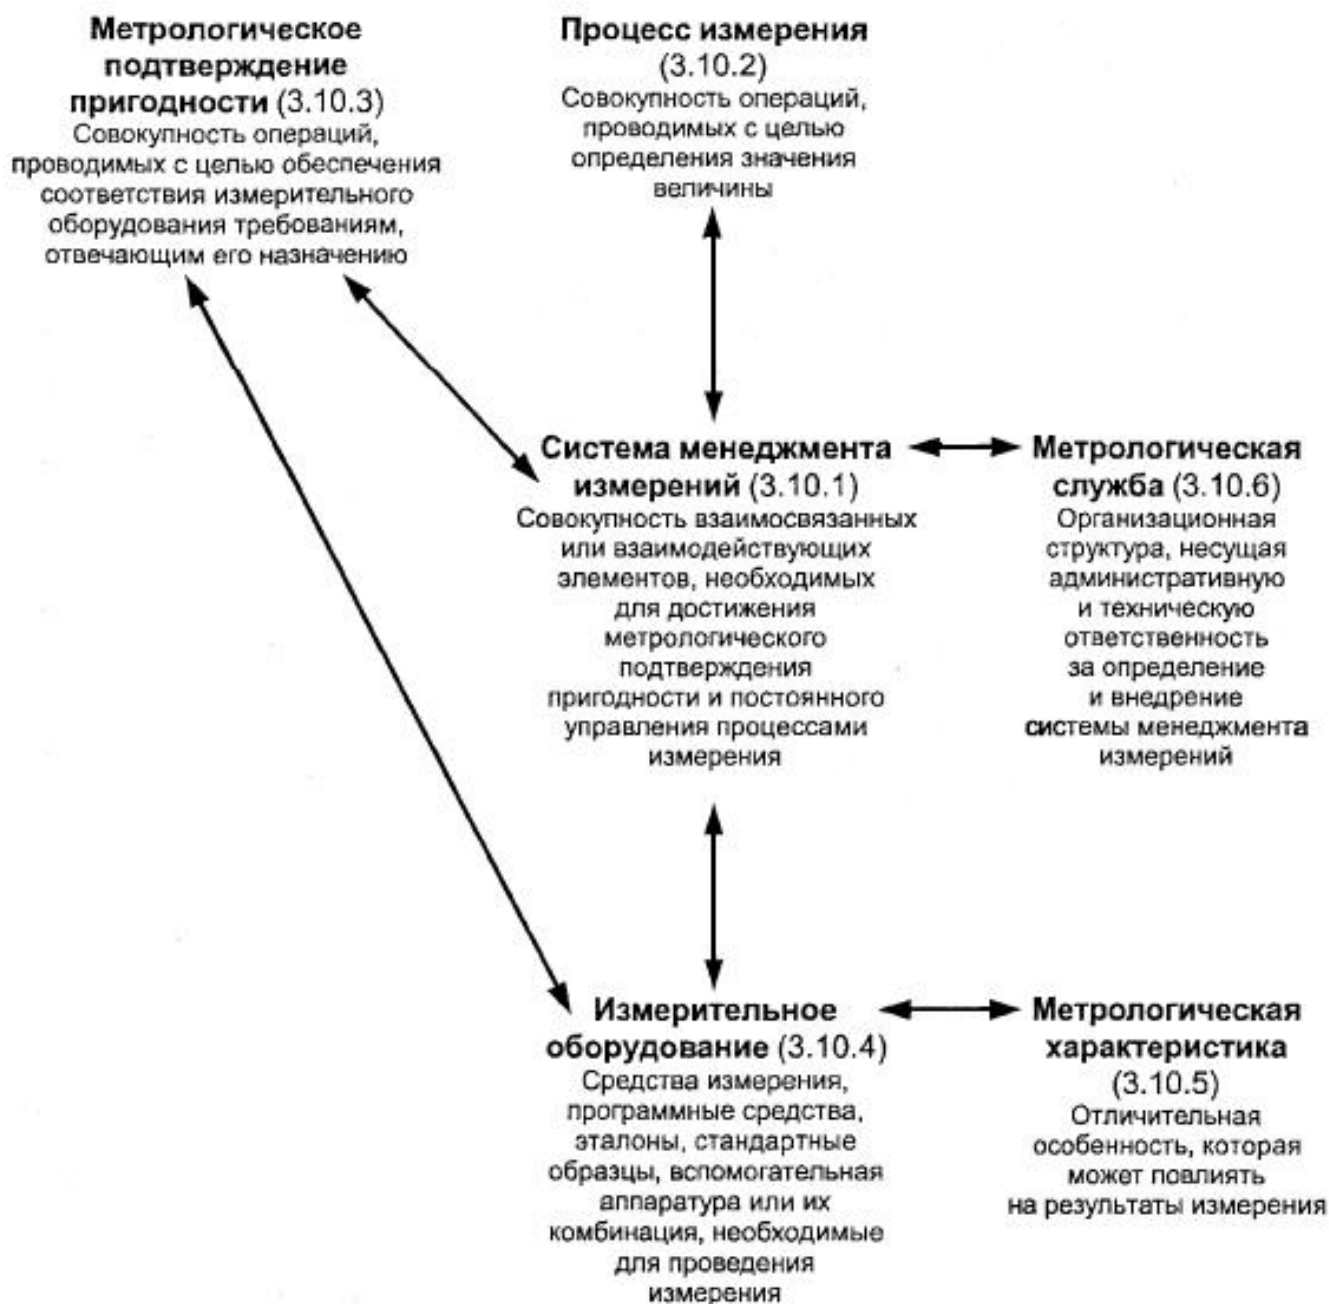 Метрологическое
подтверждение
пригодности (3.10.3)
Совокупность операций,
проводимых с целью обеспечения
соответствия измерительного
оборудования требованиям,
отвечающим его назначению
Процесс измерения
(3.10.2)
Совокупность операций,
проводимых с целью
определения значения
величины
Система менеджмента
измерений (3.10.1)
Совокупность взаимосвязанных
или взаимодействующих
элементов, необходимых
для достижения
метрологического
подтверждения
пригодности и постоянного
управления процессами
измерения
Метрологическая
служба (3.10.6)
Организационная
структура, несущая
административную
и техническую
ответственность
за определение
и внедрение
системы менеджмента
измерений
Измерительное
оборудование (3.10.4)
Средства измерения,
программные средства,
эталоны, стандартные
образцы, вспомогательная
аппаратура или их
комбинация, необходимые
для проведения
измерения
Метрологическая
характеристика
(3.10.5)
Отличительная
особенность, которая
может повлиять
на результаты измерения